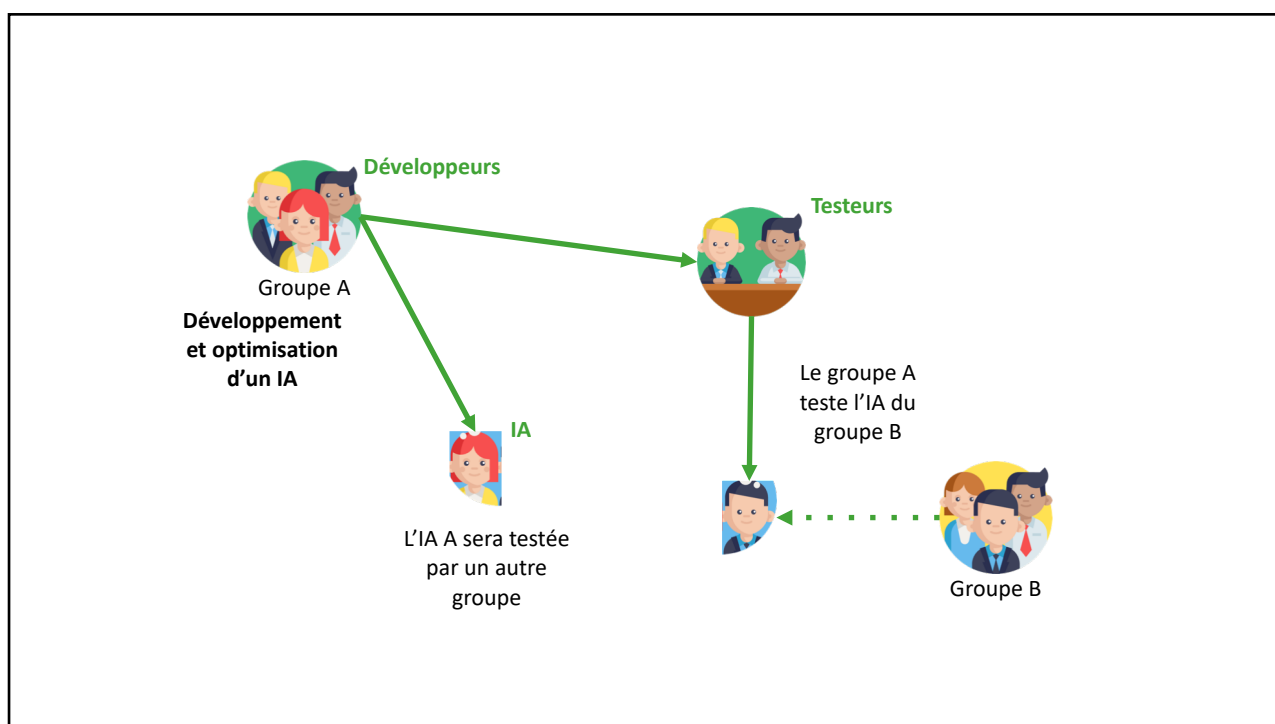 Développeurs
Testeurs
Groupe A
Développement
et optimisation
d’un IA
Le groupe A
teste l’IA du
groupe B
IA
L’IA A sera testée
par un autre
groupe
Groupe B